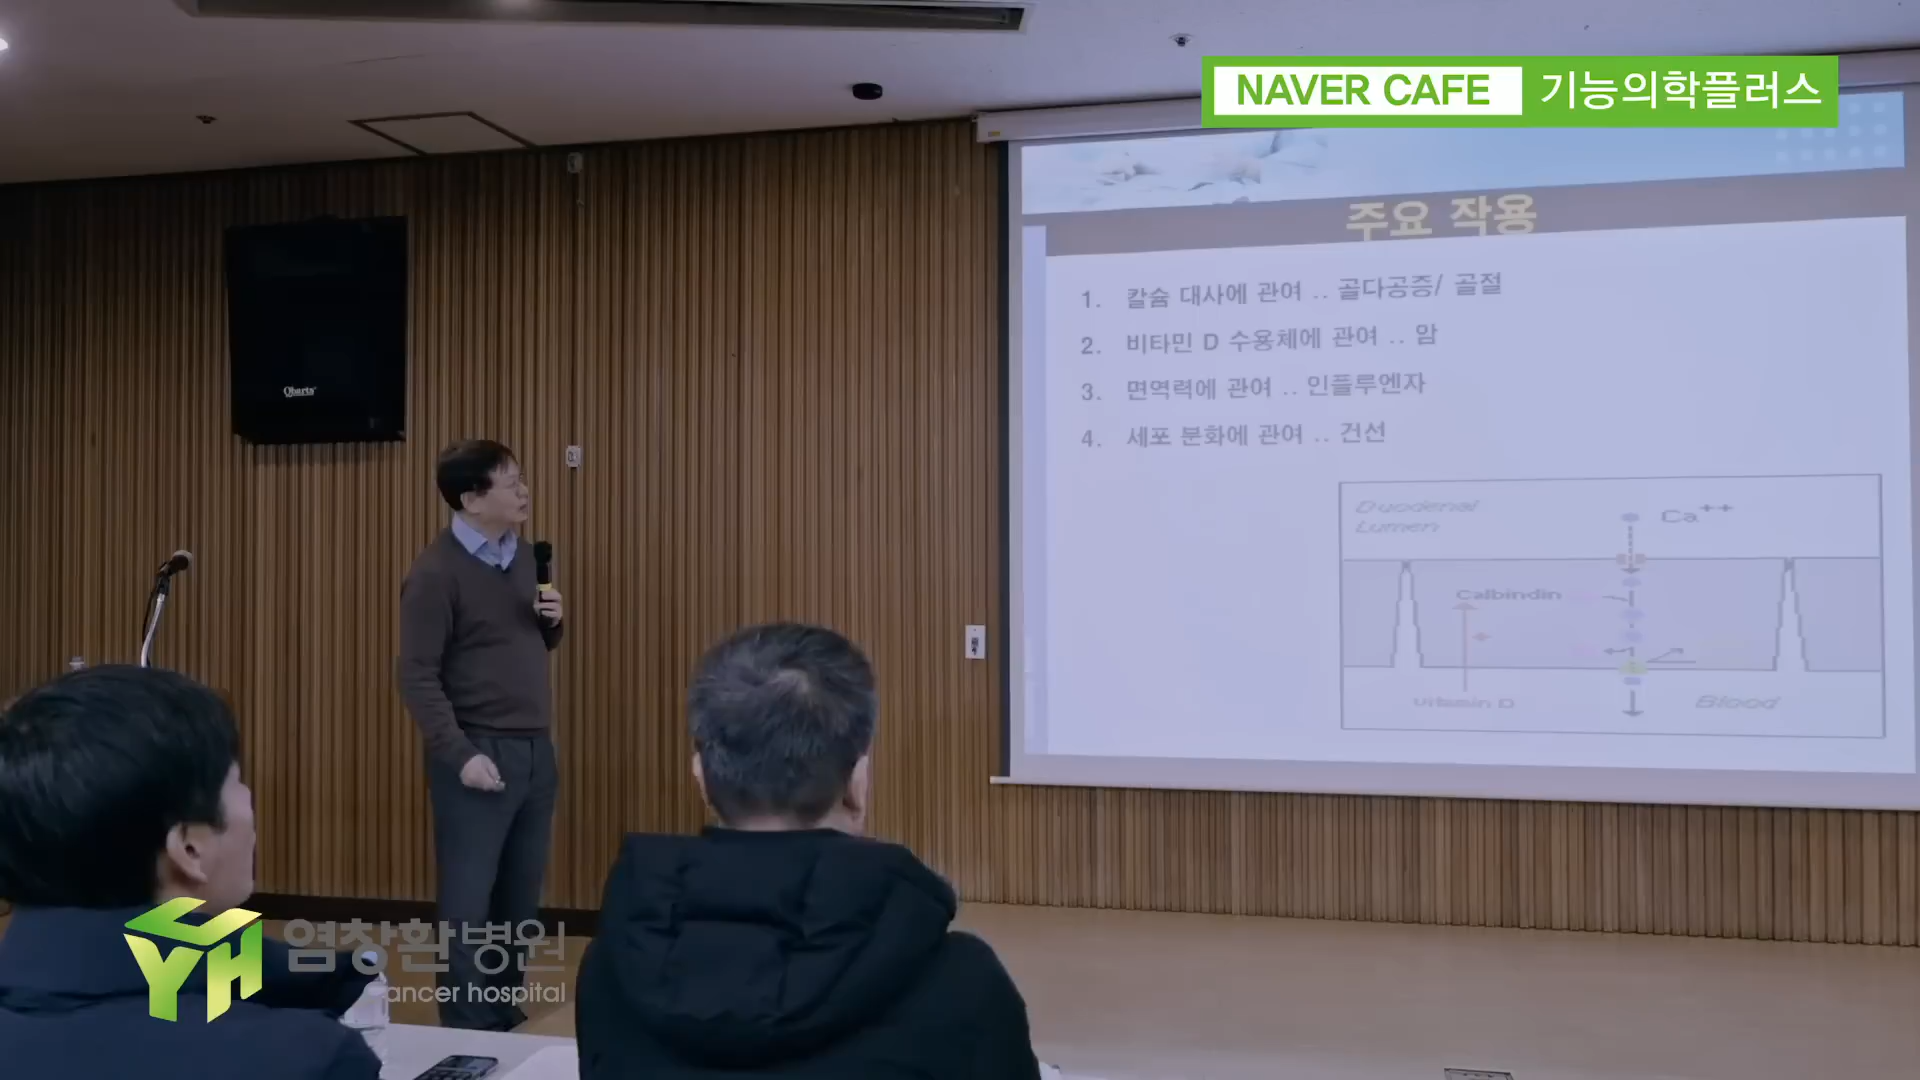 NAVER CAFE 기능의학플러스
주요 작용
1. 칼슘 대사에 관여 .. 골다공증/ 골절
2. 비타민 D 수용체에 관여 .. 암
3. 면역력에 관여 .. 인플루엔자
4. 세포 분화에 관여 .. 건선
Duodenal
Lumen
Ca++
Calbindin
vitamin D
Blood
Qbarts
CYH 염창환병원
cancer hospital